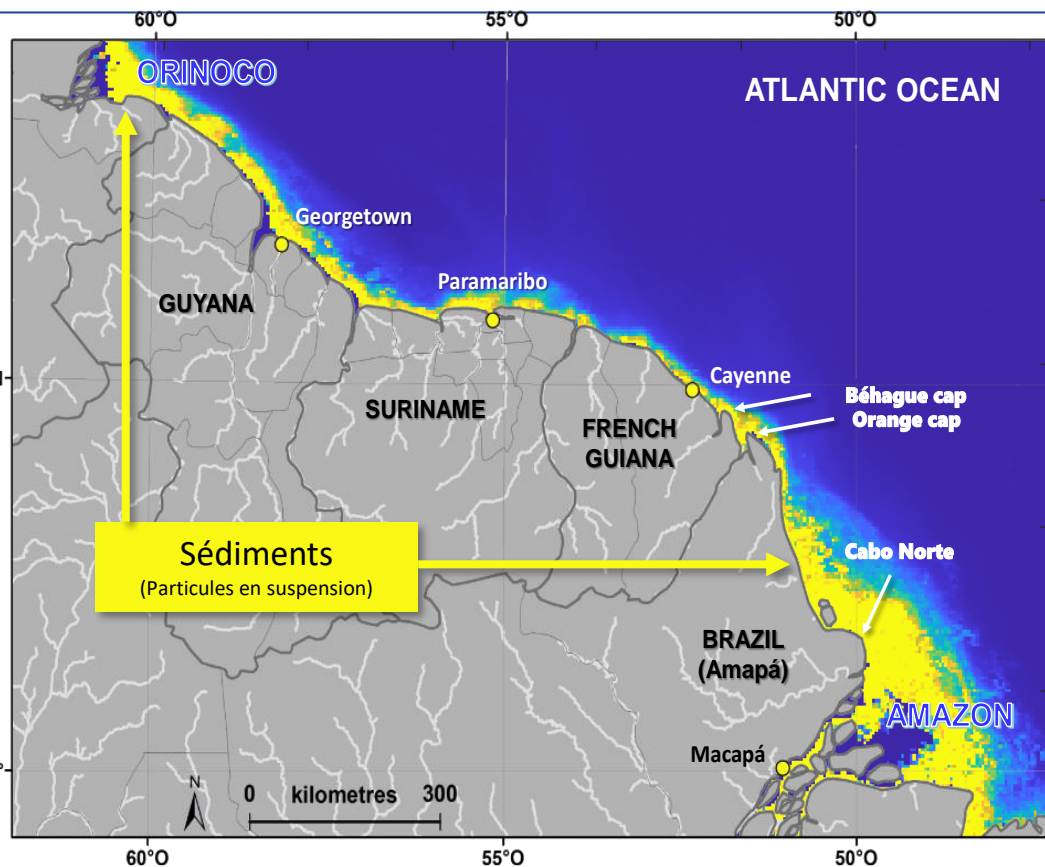 60°O
55°O
50°O
ORINOCO
ATLANTIC OCEAN
Georgetown
Paramaribo
GUYANA
Cayenne
Béhague cap
Orange cap
SURINAME
FRENCH
GUIANA
Sédiments
(Particules en suspension)
Cabo Norte
BRAZIL
(Amapá)
AMAZON
Macapá
N
0 kilometres 300
60°O
55°O
50°O